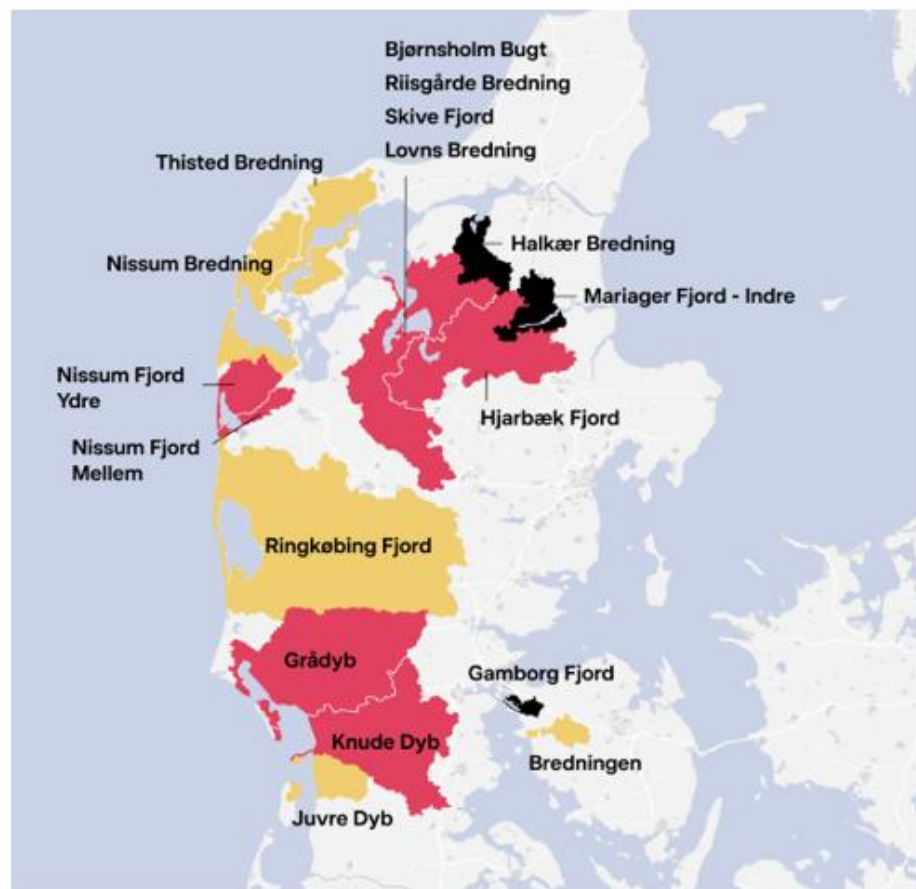 Bjørnsholm Bugt
Riisgårde Bredning
Skive Fjord
Lovns Bredning
Thisted Bredning
Halkær Bredning
Nissum Bredning
Mariager Fjord - Indre
Nissum Fjord
Ydre
Hjarbæk Fjord
Nissum Fjord
Mellem
Ringkøbing Fjord
Grådyb
Gamborg Fjord
Knude Dyb
Bredningen
Juvre Dyb